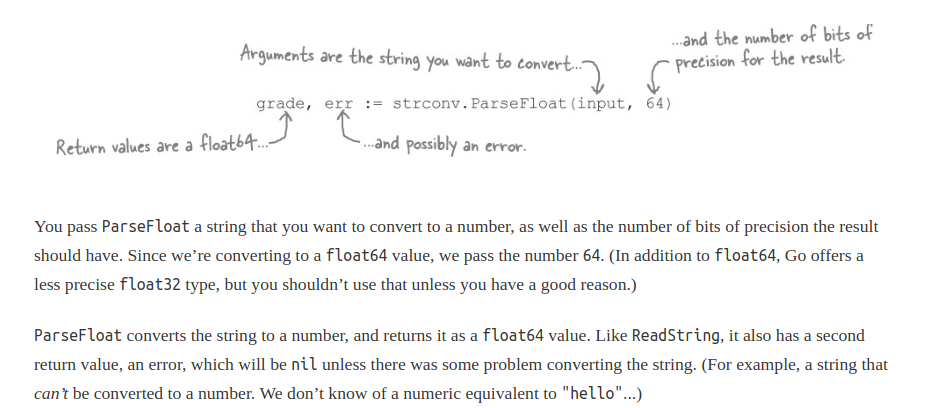 Arguments are the string you want to convert...
...and the number of bits of
precision for the result.
grade, err := strconv.ParseFloat(input, 64)
Return values are a float64...
...and possibly an error.
You pass ParseFloat a string that you want to convert to a number, as well as the number of bits of precision the result
should have. Since we’re converting to a float64 value, we pass the number 64. (In addition to float64, Go offers a
less precise float32 type, but you shouldn’t use that unless you have a good reason.)
ParseFloat converts the string to a number, and returns it as a float64 value. Like ReadString, it also has a second
return value, an error, which will be nil unless there was some problem converting the string. (For example, a string that
can’t be converted to a number. We don’t know of a numeric equivalent to "hello"...)